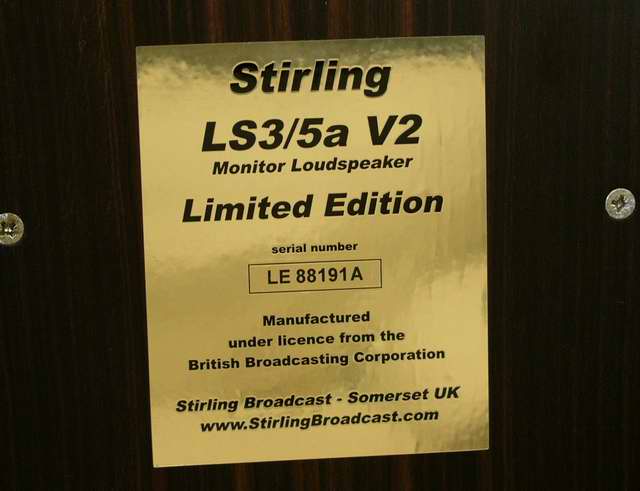 Stirling
LS3/5a V2
Monitor Loudspeaker
Limited Edition
serial number
LE 88191A
Manufactured
under licence from the
British Broadcasting Corporation
Stirling Broadcast - Somerset UK
www.StirlingBroadcast.com